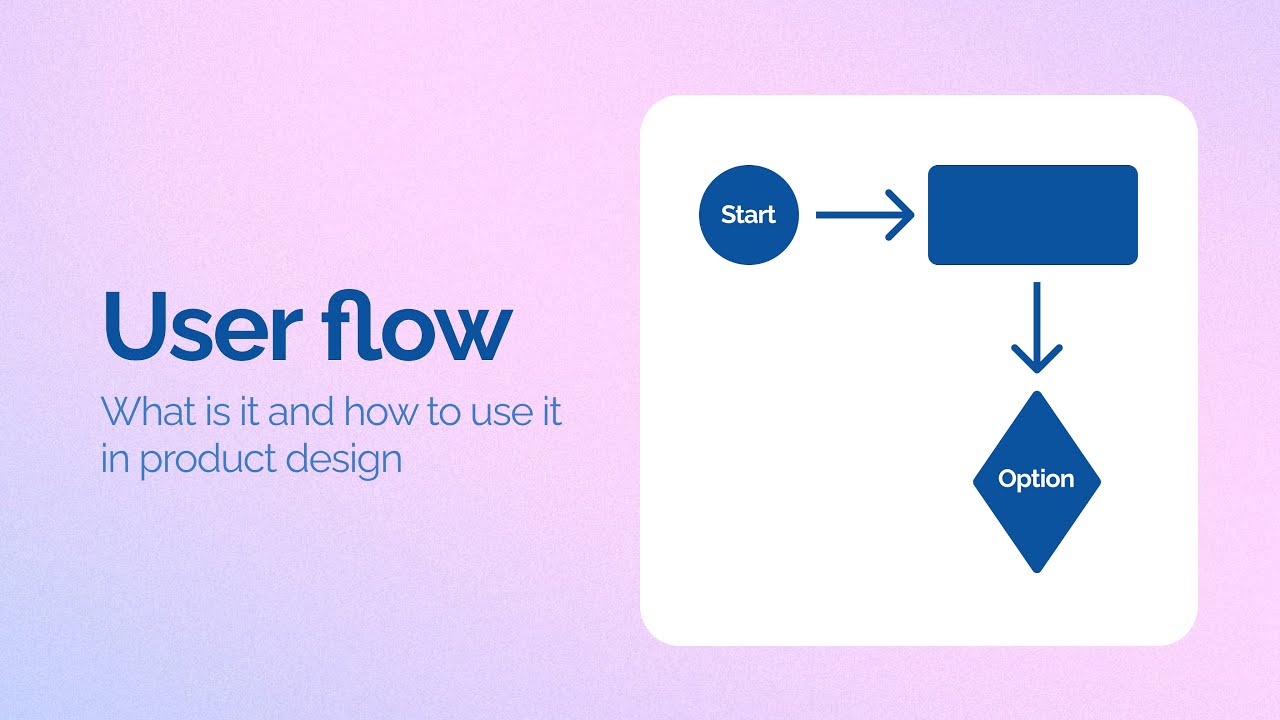 User flow
What is it and how to use it
in product design
Start
Option